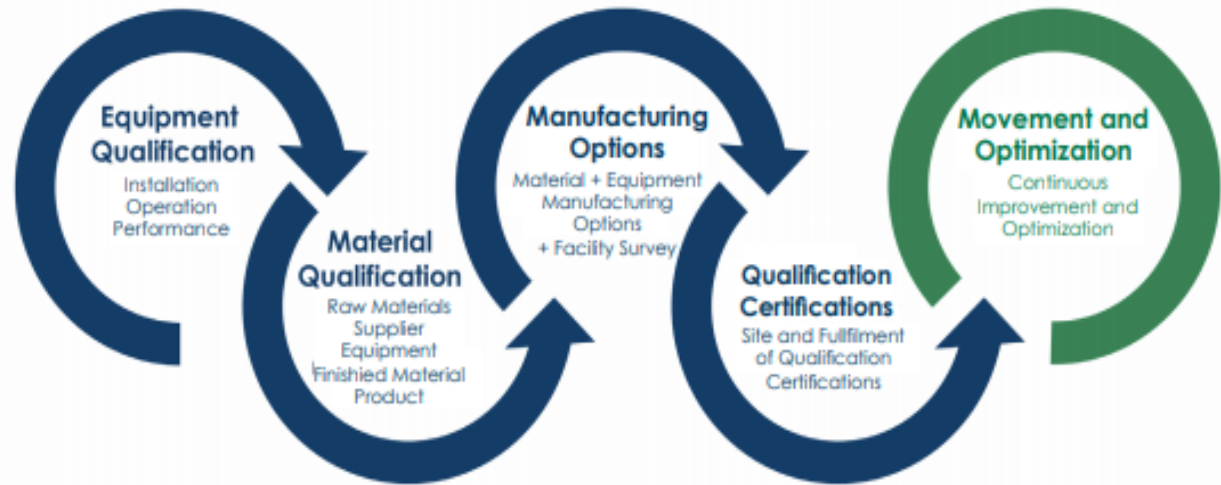 Equipment
Qualification
Installation
Operation
Performance
Material
Qualification
Raw Materials
Supplier
Equipment
Finishied Material
Product
Manufacturing
Options
Material + Equipment
Manufacturing
Options
+ Facility Survey
Qualification
Certifications
Site and Fullfilment
of Qualification
Certifications
Movement and
Optimization
Continuous
Improvement and
Optimization